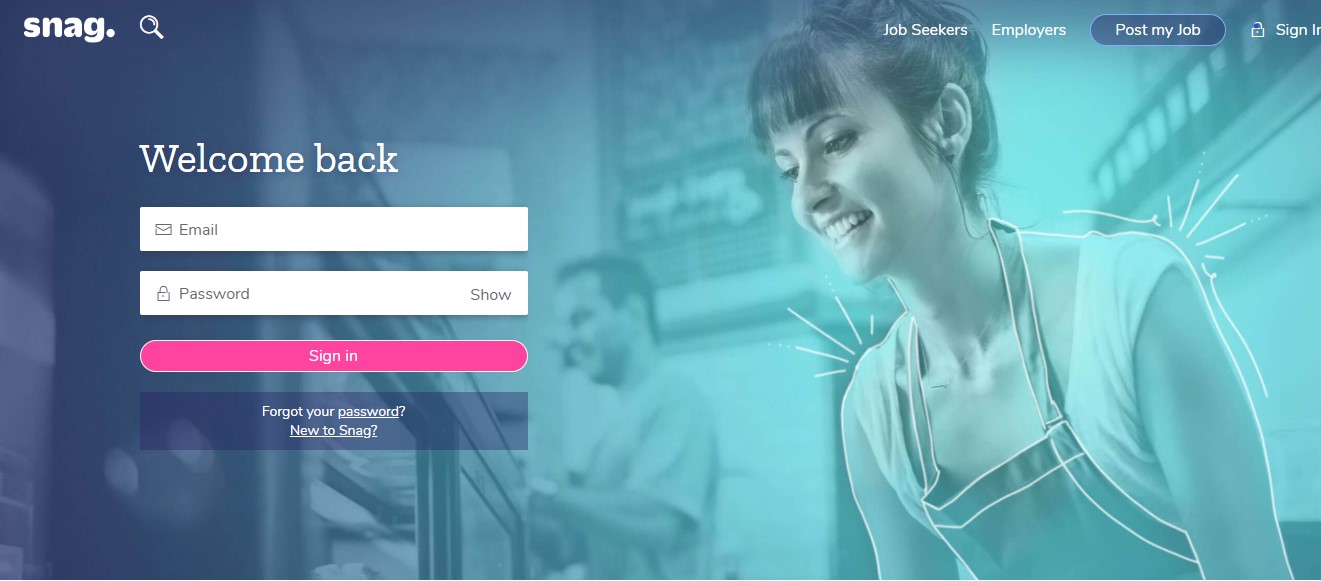 snag.
Job Seekers
Employers
Post my Job
Sign In
Welcome back
Email
Password
Show
Sign in
Forgot your password?
New to Snag?